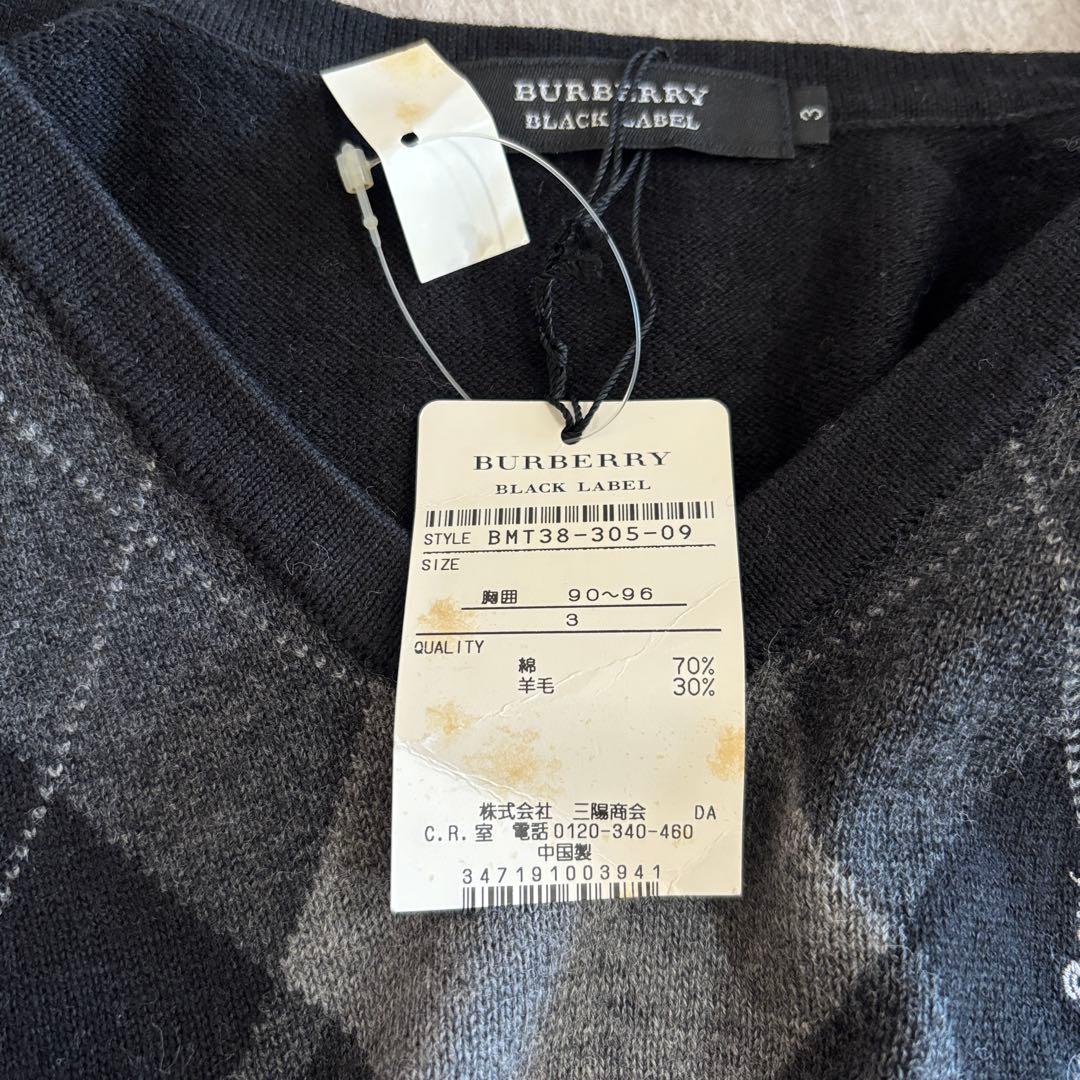 BURBERRY
BLACK LABEL
3
BURBERRY
BLACK LABEL
STYLE BMT38-305-09
SIZE
胸囲 90～96
3
QUALITY
綿 70%
羊毛 30%
株式会社 三陽商会 DA
C.R.室 電話0120-340-460
中国製
347191003941